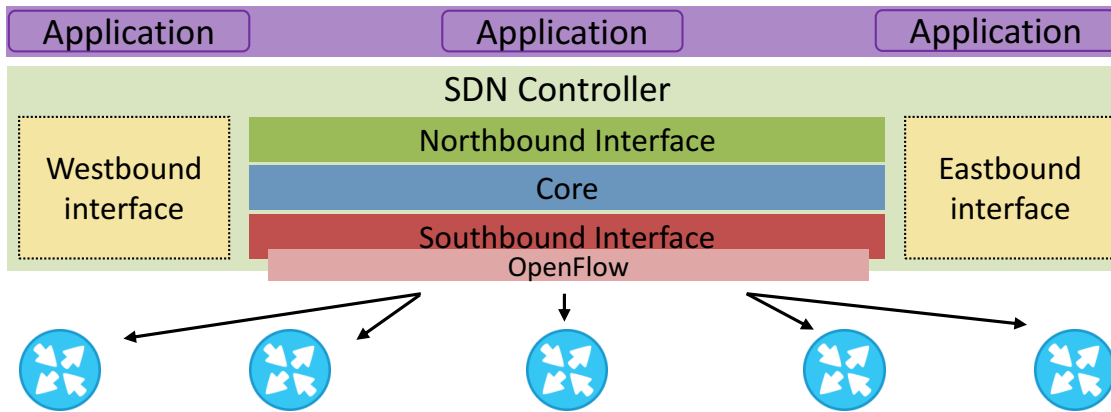 Application
Application
Application
SDN Controller
Westbound
interface
Northbound Interface
Core
Southbound Interface
OpenFlow
Eastbound
interface